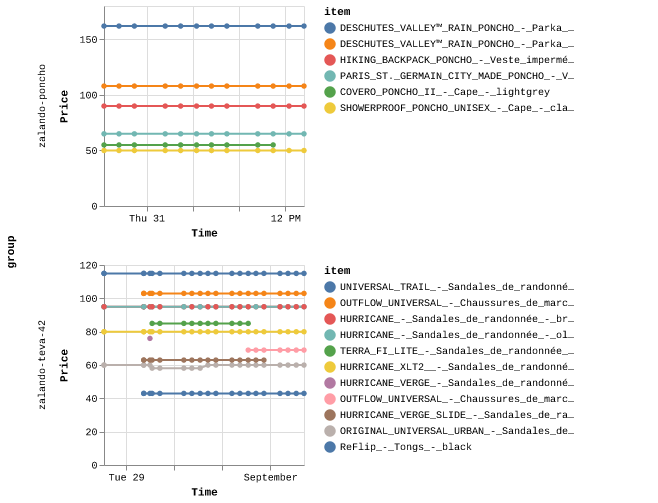 group
zalando-poncho
Price
150
100
50
0
Thu 31
12 PM
Time
item
DESCHUTES_VALLEY™_RAIN_PONCHO_-_Parka_…
DESCHUTES_VALLEY™_RAIN_PONCHO_-_Parka_…
HIKING_BACKPACK_PONCHO_-_Veste_impermé…
PARIS_ST._GERMAIN_CITY_MADE_PONCHO_-_V…
COVERO_PONCHO_II_-_Cape_-_lightgrey
SHOWERPROOF_PONCHO_UNISEX_-_Cape_-_cla…
zalando-teva-42
Price
120
100
80
60
40
20
0
Tue 29
September
Time
item
UNIVERSAL_TRAIL_-_Sandales_de_randonné…
OUTFLOW_UNIVERSAL_-_Chaussures_de_marc…
HURRICANE_-_Sandales_de_randonnée_-_br…
HURRICANE_-_Sandales_de_randonnée_-_ol…
TERRA_FI_LITE_-_Sandales_de_randonnée_…
HURRICANE_XLT2__-_Sandales_de_randonné…
HURRICANE_VERGE_-_Sandales_de_randonné…
OUTFLOW_UNIVERSAL_-_Chaussures_de_marc…
HURRICANE_VERGE_SLIDE_-_Sandales_de_ra…
ORIGINAL_UNIVERSAL_URBAN_-_Sandales_de…
ReFlip_-_Tongs_-_black